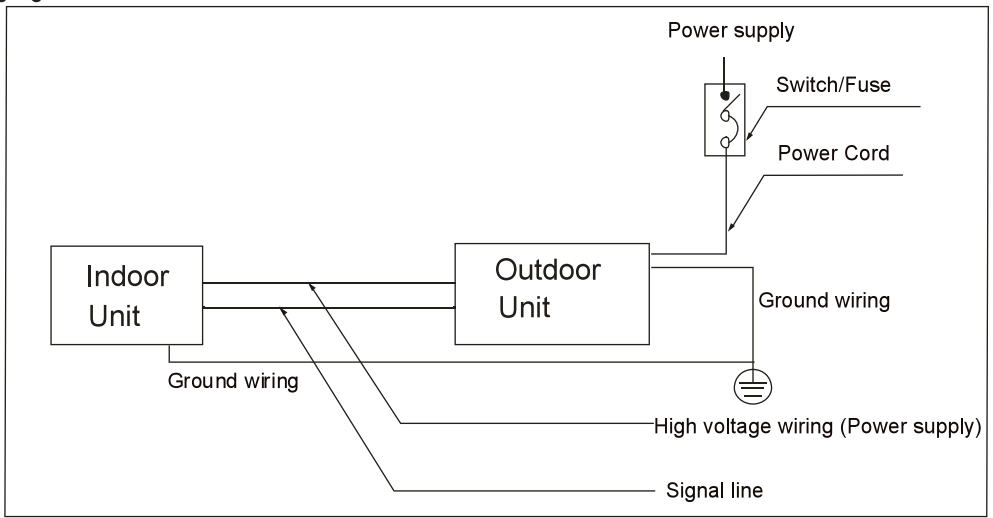 Power supply
Switch/Fuse
Power Cord
Indoor
Unit
Outdoor
Unit
Ground wiring
Ground wiring
High voltage wiring (Power supply)
Signal line